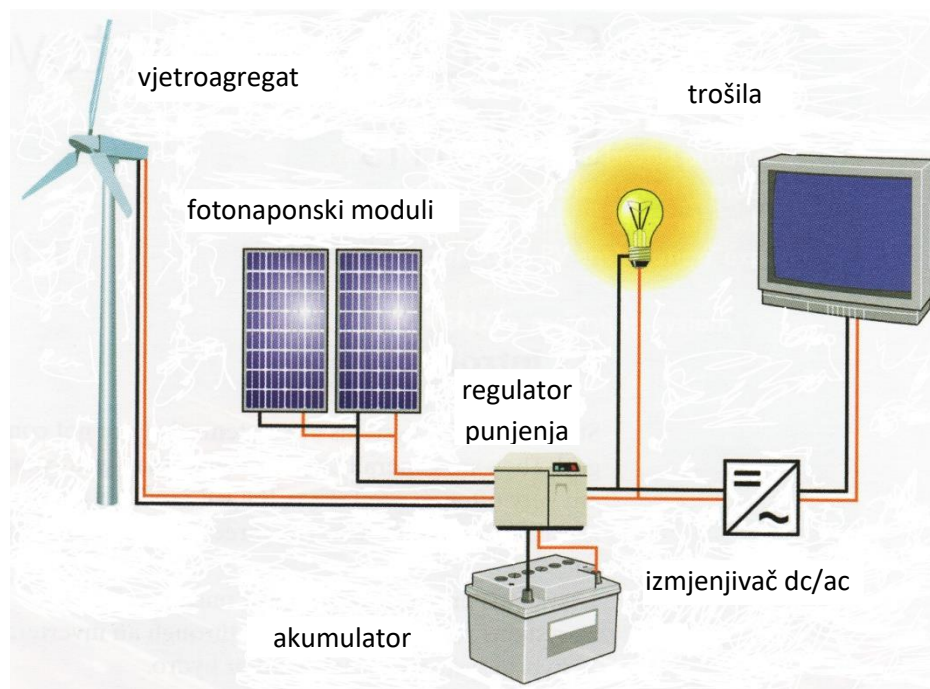 vjetroagregat
trošila
fotonaponski moduli
regulator
punjenja
izmjenjivač dc/ac
akumulator